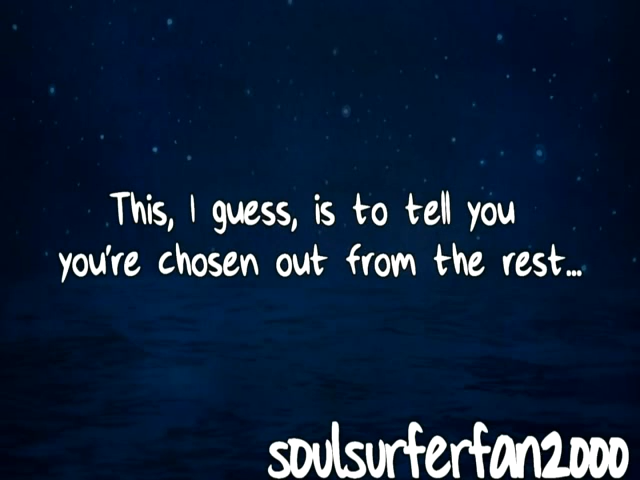 This, I guess, is to tell you
you're chosen out from the rest...
soulsurferfan2000